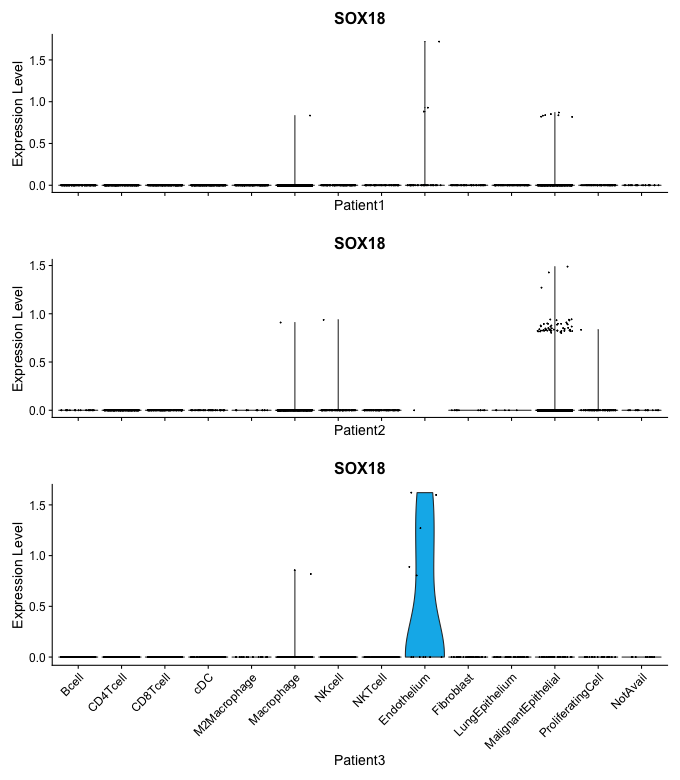 SOX18
Expression Level
1.5
1.0
0.5
0.0
Patient1
SOX18
Expression Level
1.5
1.0
0.5
0.0
Patient2
SOX18
Expression Level
1.5
1.0
0.5
0.0
Bcell
CD4Tcell
CD8Tcell
cDC
M2Macrophage
Macrophage
NKcell
NKTcell
Endothelium
Fibroblast
LungEpithelium
MalignantEpithelial
ProliferatingCell
NotAvail
Patient3